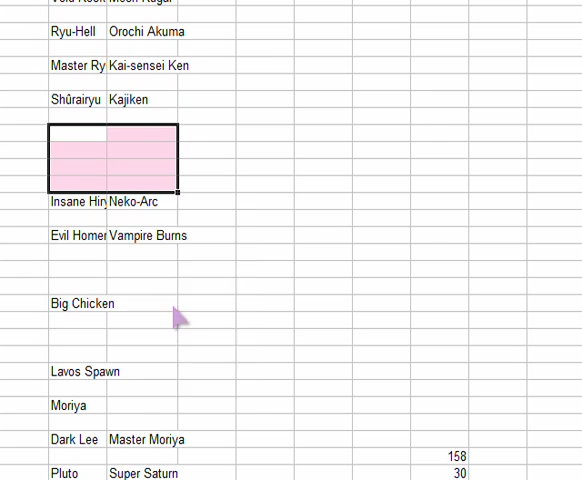 Ryu-Hell Orochi Akuma
Master Ry Kai-sensei Ken
Shûrairyu Kajiken
Insane Hiry Neko-Arc
Evil Homer Vampire Burns
Big Chicken
Lavos Spawn
Moriya
Dark Lee Master Moriya
158
Pluto Super Saturn 30